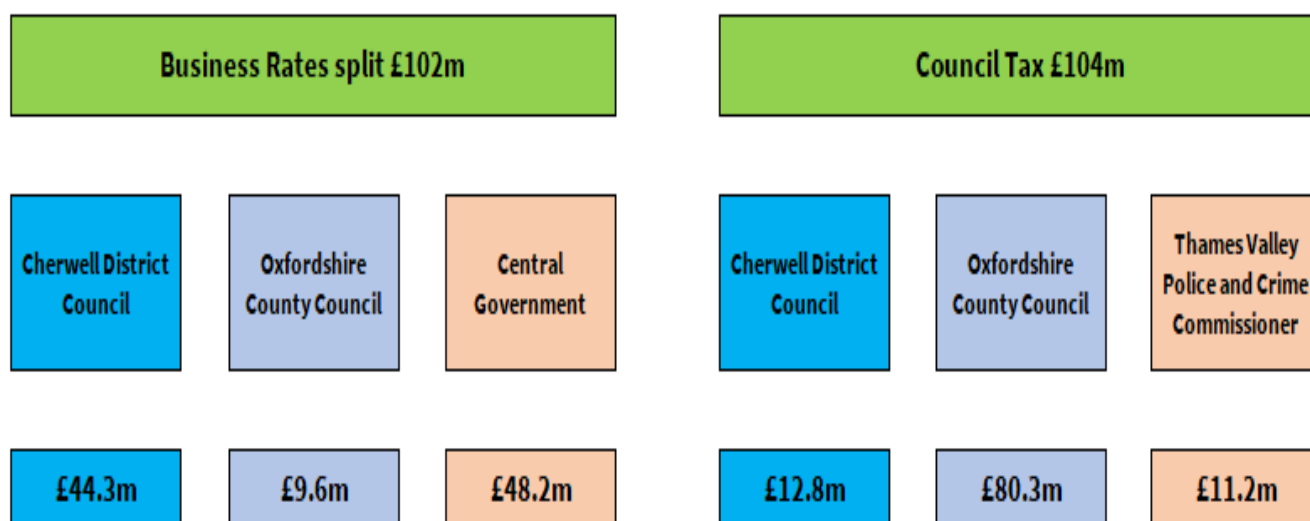 Business Rates split £102m
Council Tax £104m
Cherwell District
Council
Oxfordshire
County Council
Central
Government
Cherwell District
Council
Oxfordshire
County Council
Thames Valley
Police and Crime
Commissioner
£44.3m
£9.6m
£48.2m
£12.8m
£80.3m
£11.2m